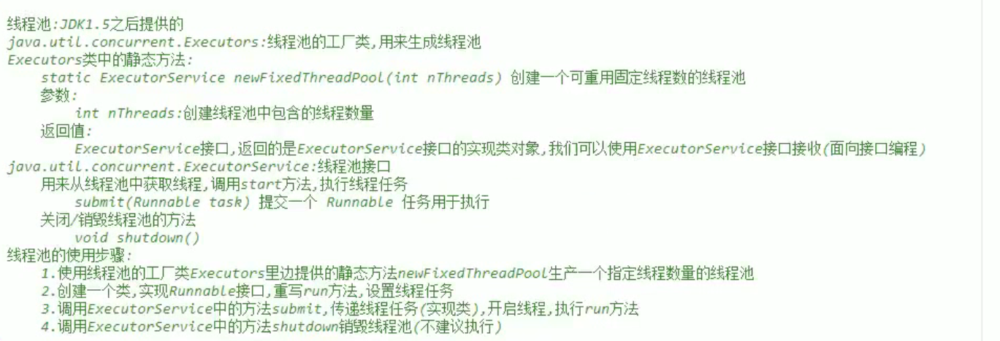 线程池:JDK1.5之后提供的
java.util.concurrent.Executors:线程池的工厂类,用来生成线程池
Executors类中的静态方法:
static ExecutorService newFixedThreadPool(int nThreads) 创建一个可重用固定线程数的线程池
参数:
int nThreads:创建线程池中包含的线程数量
返回值:
ExecutorService接口,返回的是ExecutorService接口的实现类对象,我们可以使用ExecutorService接口接收(面向接口编程)
java.util.concurrent.ExecutorService:线程池接口
用来从线程池中获取线程,调用start方法,执行线程任务
submit(Runnable task) 提交一个 Runnable 任务用于执行
关闭/销毁线程池的方法
void shutdown()
线程池的使用步骤:
1.使用线程池的工厂类Executors里边提供的静态方法newFixedThreadPool生产一个指定线程数量的线程池
2.创建一个类,实现Runnable接口,重写run方法,设置线程任务
3.调用ExecutorService中的方法submit,传递线程任务(实现类),开启线程,执行run方法
4.调用ExecutorService中的方法shutdown销毁线程池(不建议执行)